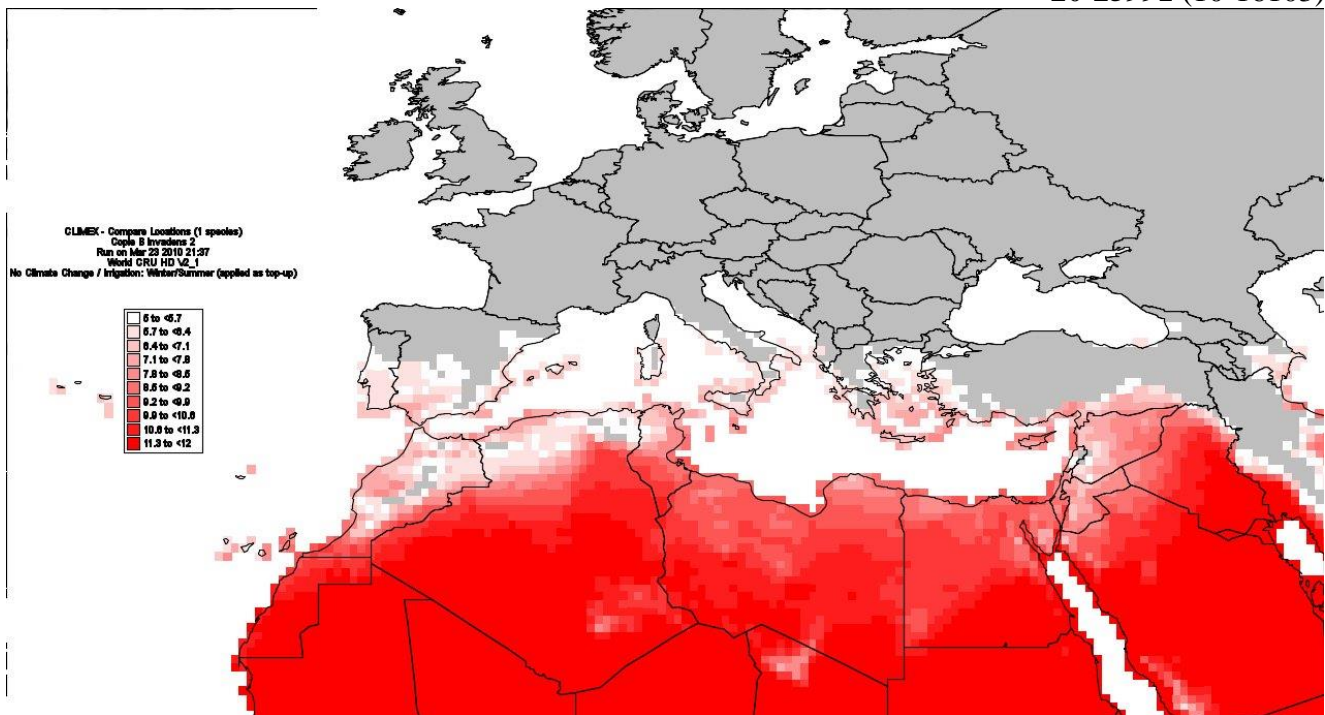 CLIMEX - Compare Locations (1 species)
Copie B Invadens 2
Run on Mar 23 2010 21:37
World CRU HD V2_1
No Climate Change / Irrigation: Winter/Summer (applied as top-up)
5 to <5.7
5.7 to <6.4
6.4 to <7.1
7.1 to <7.8
7.8 to <8.5
8.5 to <9.2
9.2 to <9.9
9.9 to <10.6
10.6 to <11.3
11.3 to <12